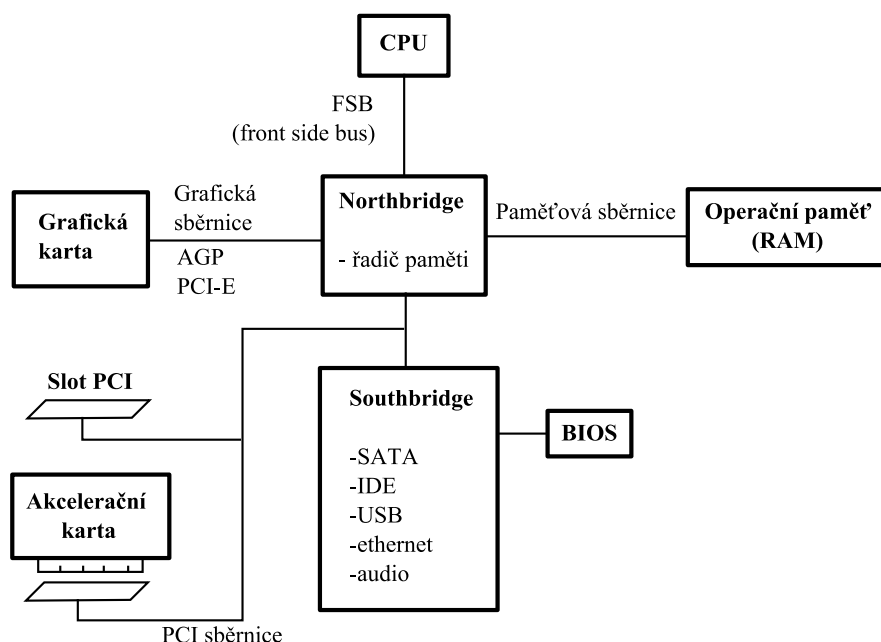 CPU
FSB
(front side bus)
Grafická
sběrnice
AGP
PCI-E
Grafická
karta
Northbridge
- řadič paměti
Paměťová sběrnice
Operační paměť
(RAM)
Slot PCI
Southbridge
-SATA
-IDE
-USB
-ethernet
-audio
BIOS
Akcelerační
karta
PCI sběrnice